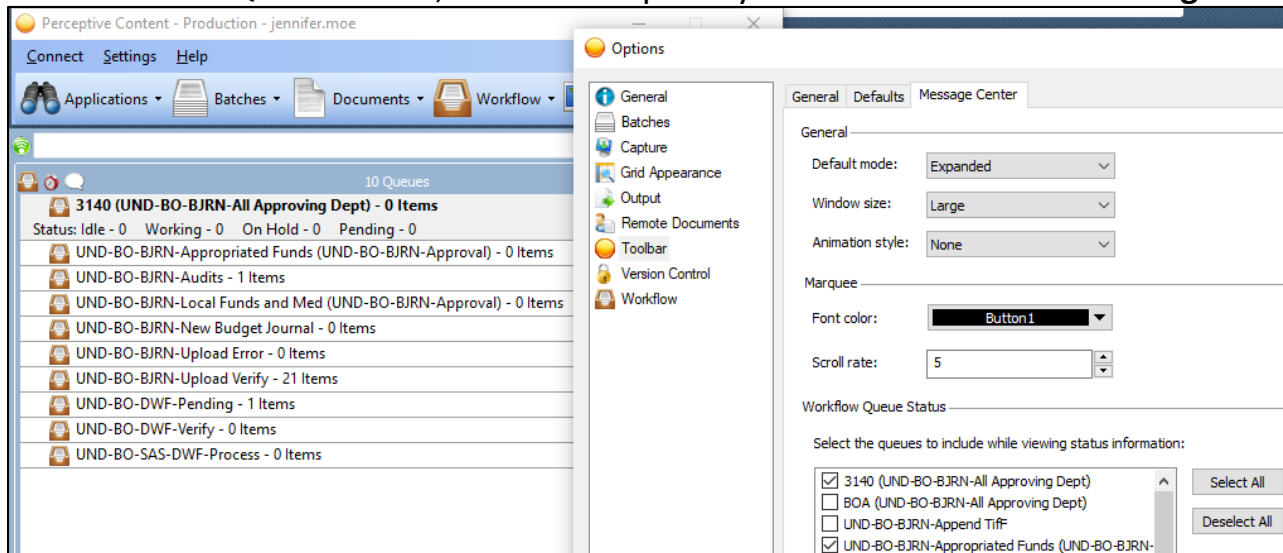 Perceptive Content - Production - jennifer.moe
Connect Settings Help
Applications Batches Documents Workflow
10 Queues
3140 (UND-BO-BJRN-All Approving Dept) - 0 Items
Status: Idle - 0 Working - 0 On Hold - 0 Pending - 0
UND-BO-BJRN-Appropriated Funds (UND-BO-BJRN-Approval) - 0 Items
UND-BO-BJRN-Audits - 1 Items
UND-BO-BJRN-Local Funds and Med (UND-BO-BJRN-Approval) - 0 Items
UND-BO-BJRN-New Budget Journal - 0 Items
UND-BO-BJRN-Upload Error - 0 Items
UND-BO-BJRN-Upload Verify - 21 Items
UND-BO-DWF-Pending - 1 Items
UND-BO-DWF-Verify - 0 Items
UND-BO-SAS-DWF-Process - 0 Items
Options
General
Batches
Capture
Grid Appearance
Output
Remote Documents
Toolbar
Version Control
Workflow
General Defaults Message Center
General
Default mode: Expanded
Window size: Large
Animation style: None
Marquee
Font color: Button1
Scroll rate: 5
Workflow Queue Status
Select the queues to include while viewing status information:
3140 (UND-BO-BJRN-All Approving Dept)
BOA (UND-BO-BJRN-All Approving Dept)
UND-BO-BJRN-Append Tiff
UND-BO-BJRN-Appropriated Funds (UND-BO-BJRN-
Select All
Deselect All